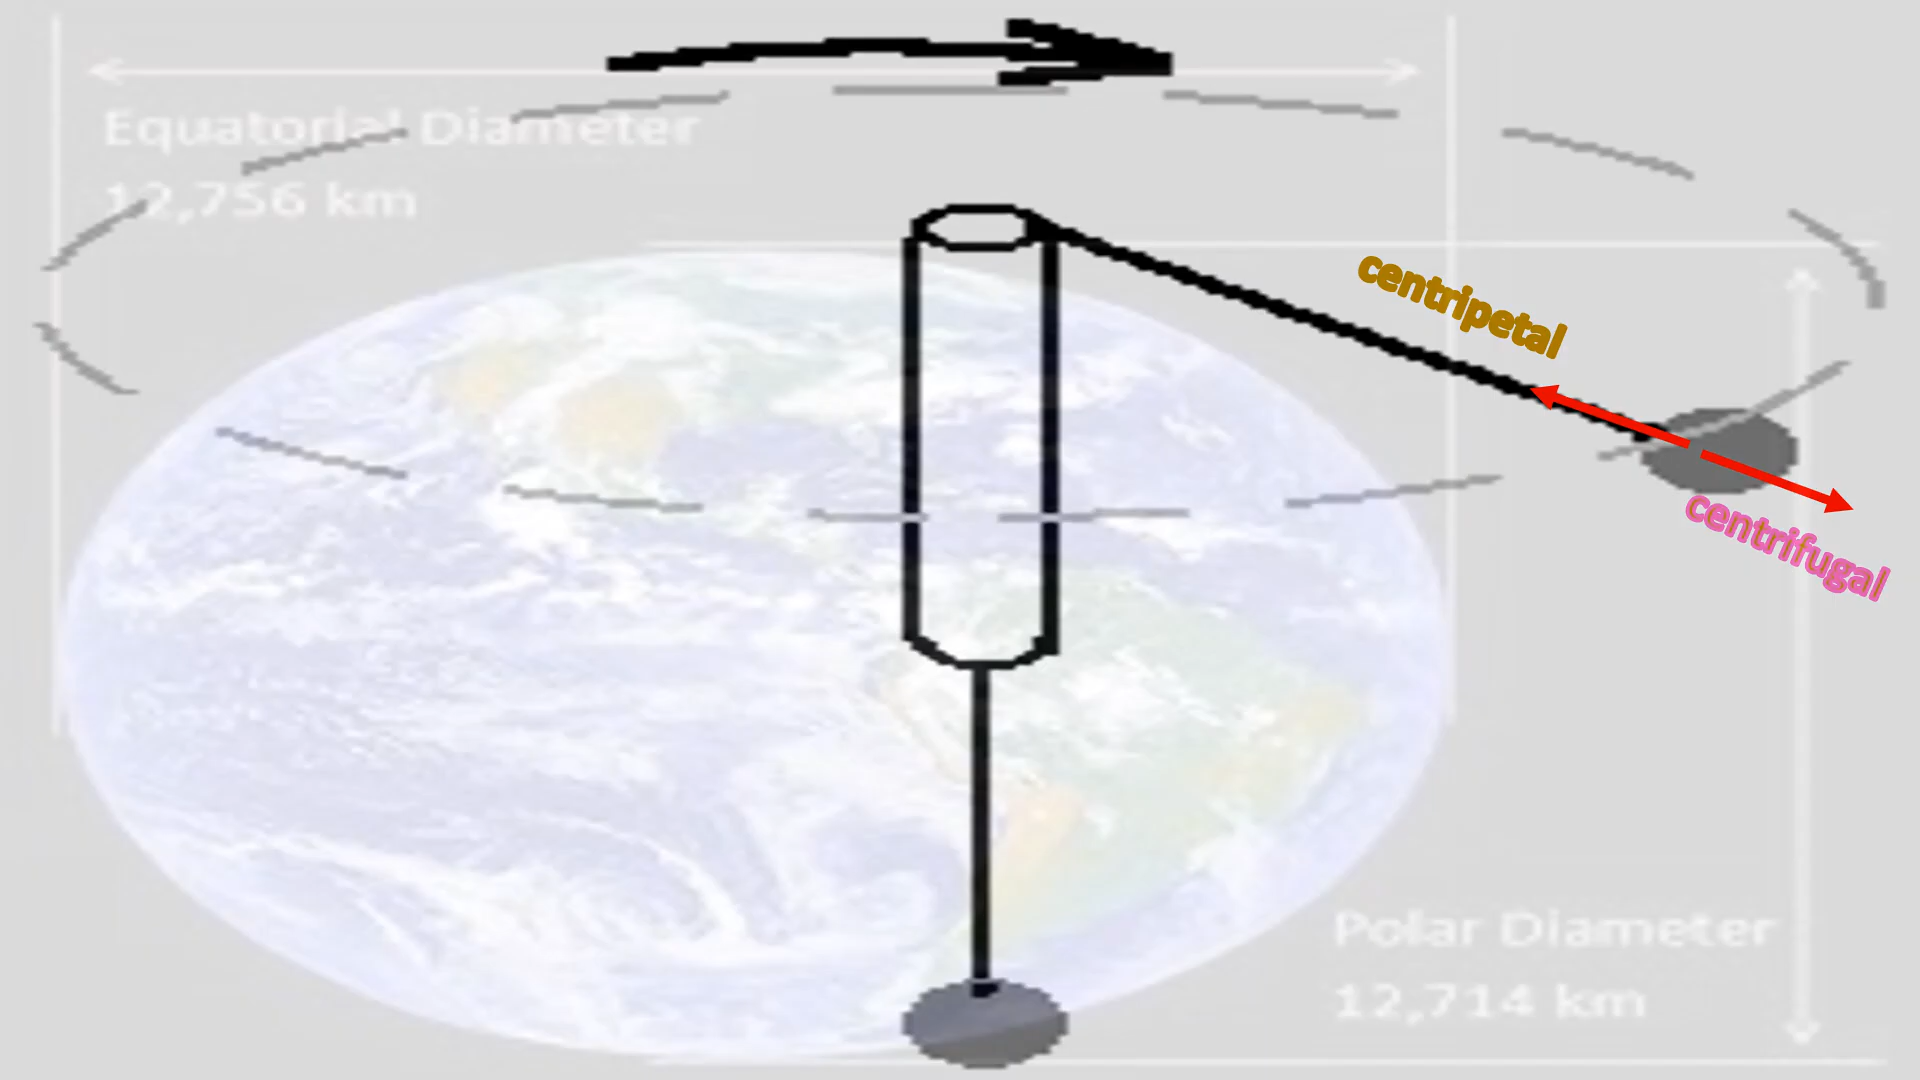 Equatorial Diameter
12,756 km
centripetal
centrifugal
Polar Diameter
12,714 km